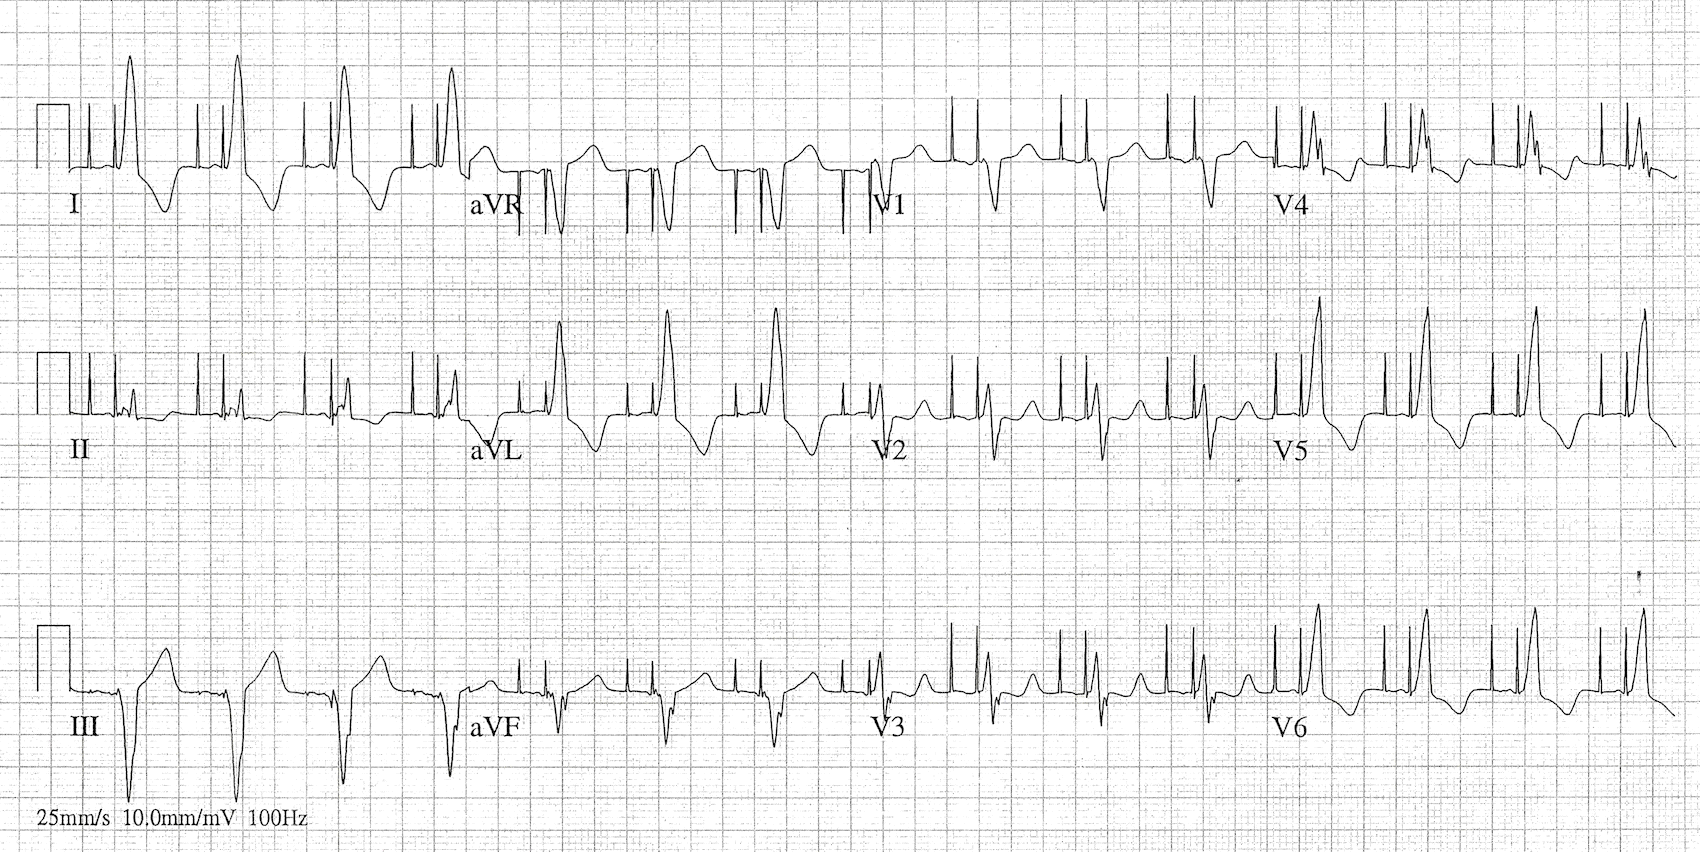 I aVR V1 V4
II aVL V2 V5
III aVF V3 V6
25mm/s 10.0mm/mV 100Hz